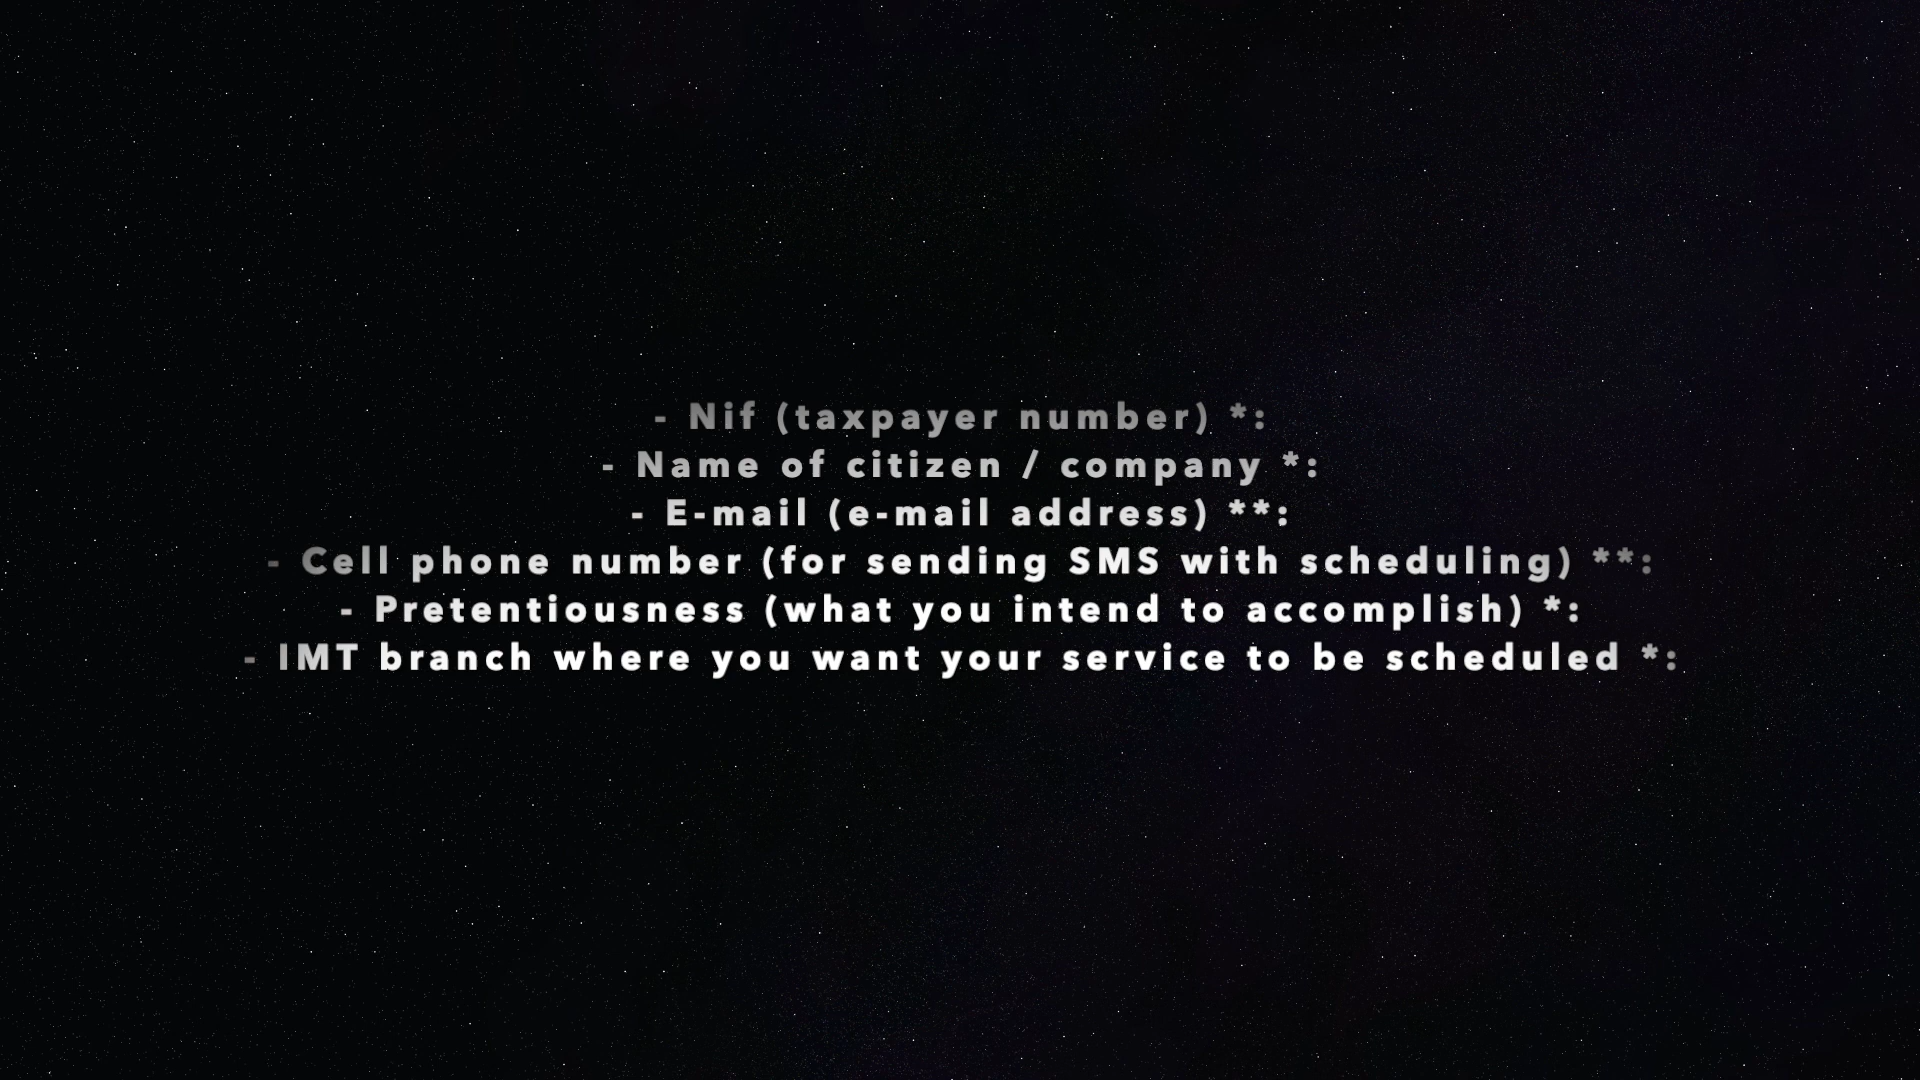 - Nif (taxpayer number) *:
- Name of citizen / company *:
- E-mail (e-mail address) **:
- Cell phone number (for sending SMS with scheduling) **:
- Pretentiousness (what you intend to accomplish) *:
- IMT branch where you want your service to be scheduled *: